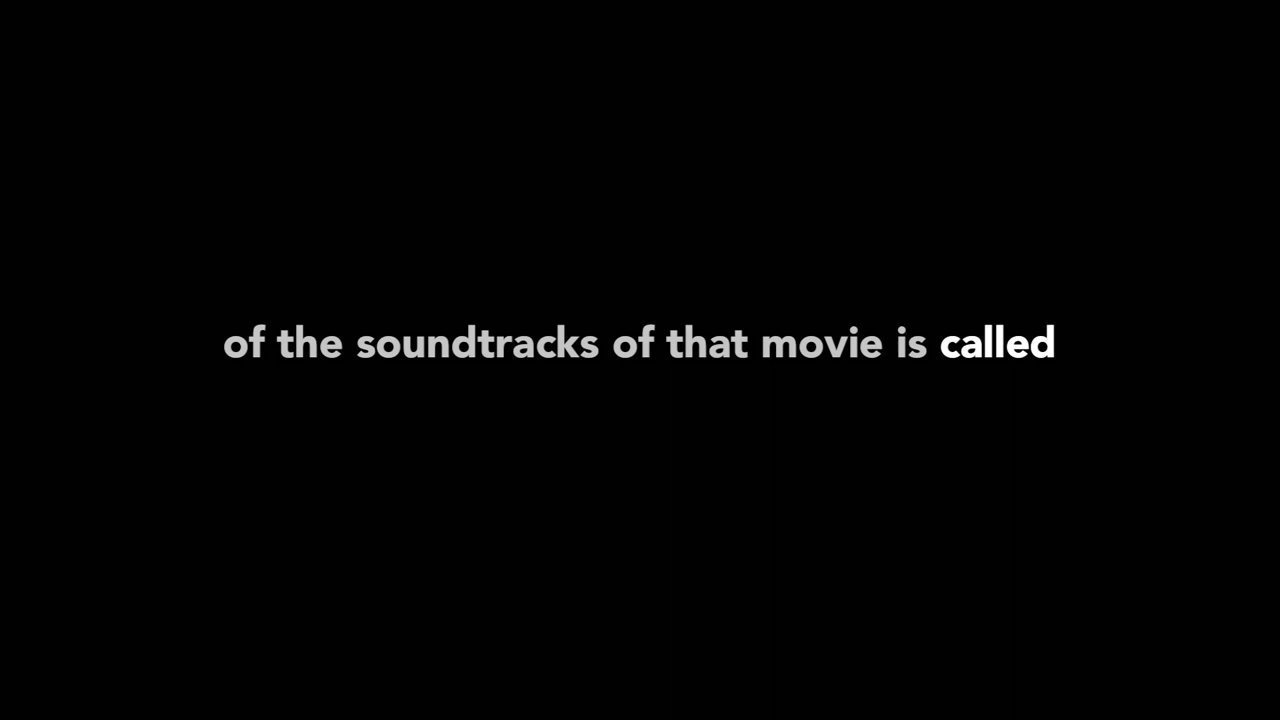 of the soundtracks of that movie is called